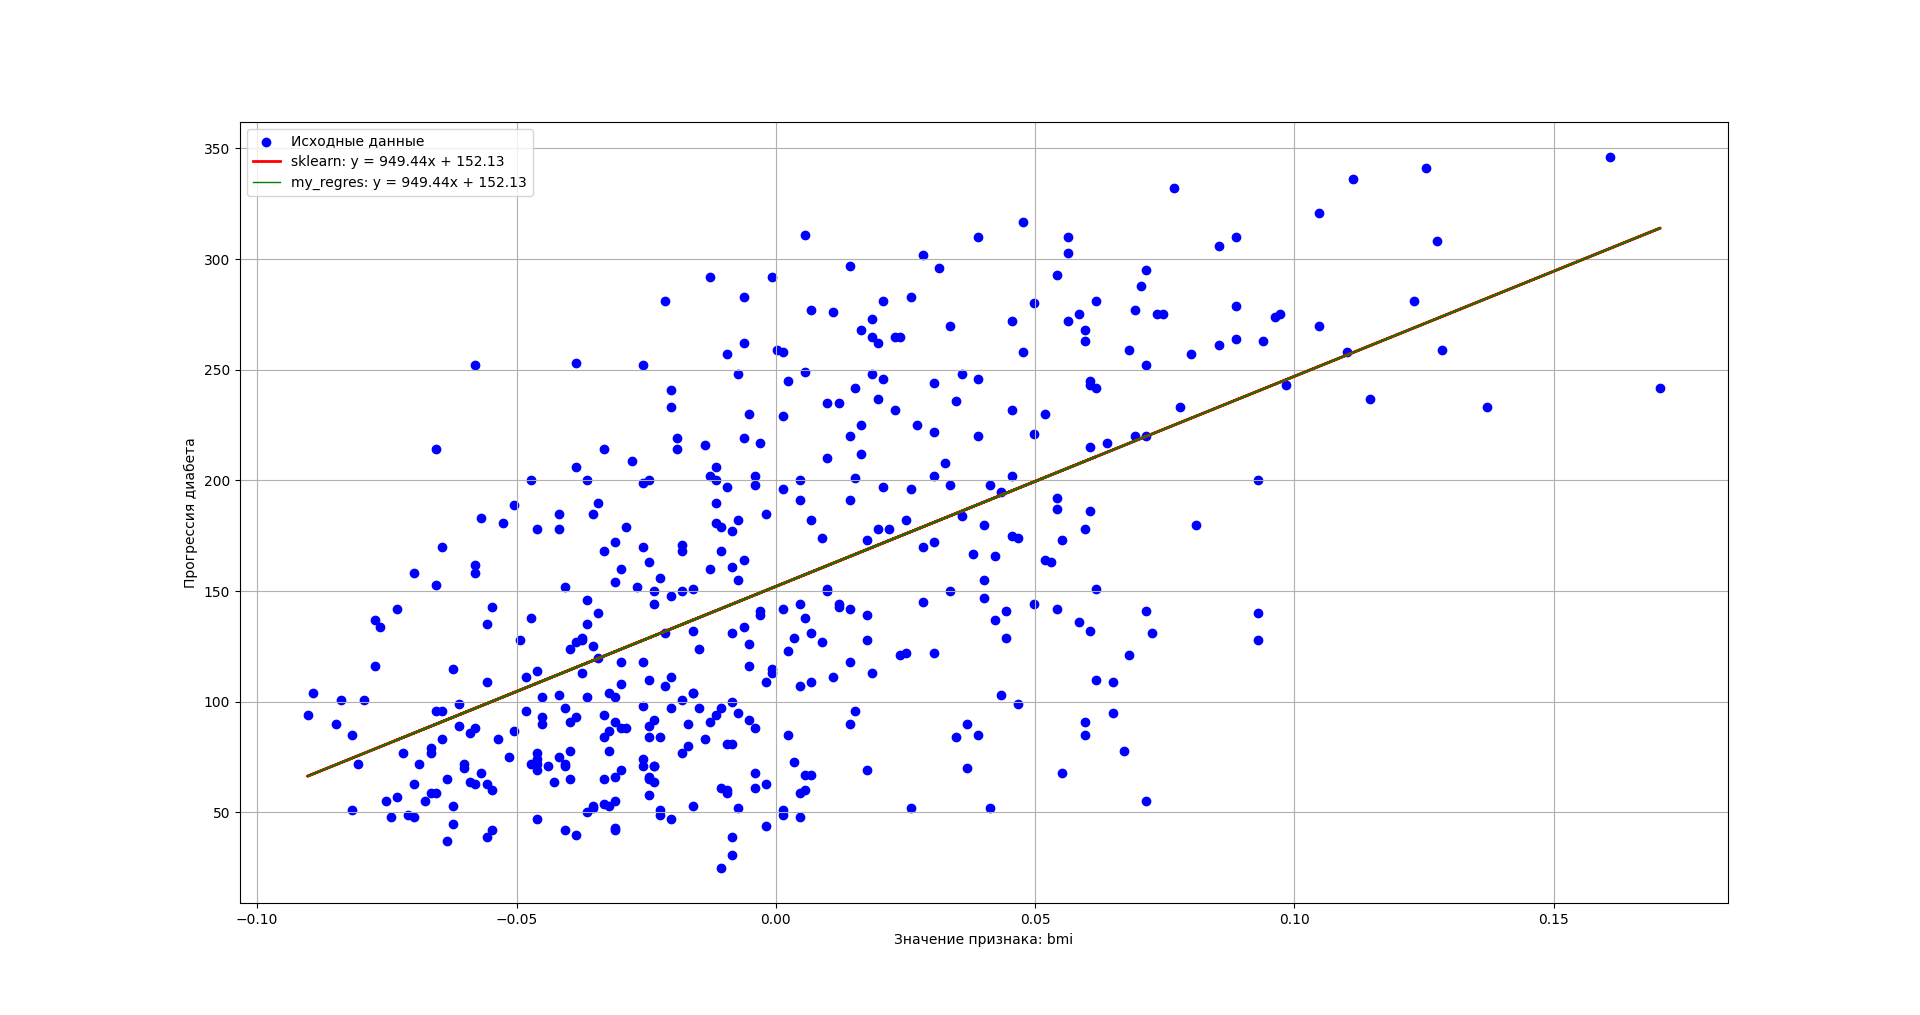 Исходные данные
sklearn: y = 949.44x + 152.13
my_regres: y = 949.44x + 152.13
350
300
250
200
150
100
50
Прогрессия диабета
−0.10 −0.05 0.00 0.05 0.10 0.15
Значение признака: bmi